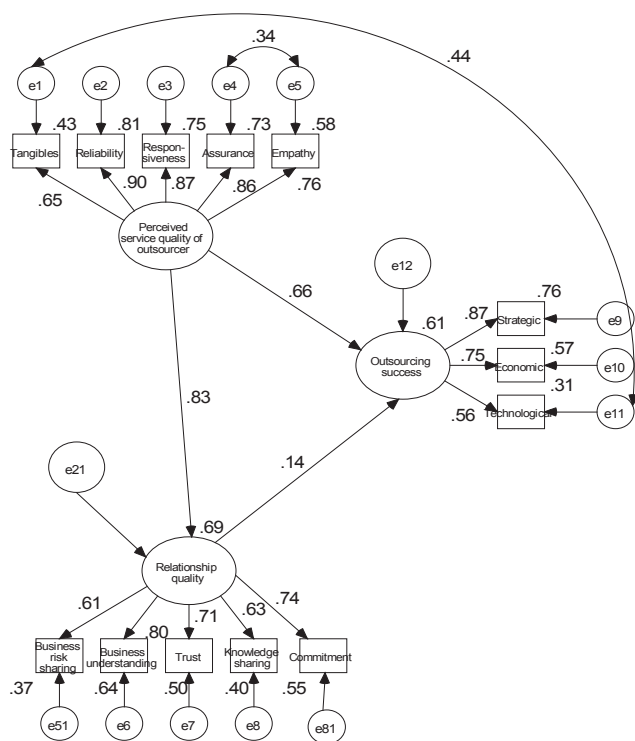 .34
.44
e1
e2
e3
e4
e5
.43
.81
.75
.73
.58
Tangibles
Reliability
Respon-
siveness
Assurance
Empathy
.65
.90
.87
.86
.76
Perceived
service quality of
outsourcer
e12
.66
.61
.87
.76
Strategic
e9
Outsourcing
success
.75
.57
Economic
e10
.31
.56
Technological
e11
.83
.14
e21
.69
Relationship
quality
.61
.80
.71
.63
.74
Business
risk
sharing
Business
understanding
Trust
Knowledge
sharing
Commitment
.37
.64
.50
.40
.55
e51
e6
e7
e8
e81